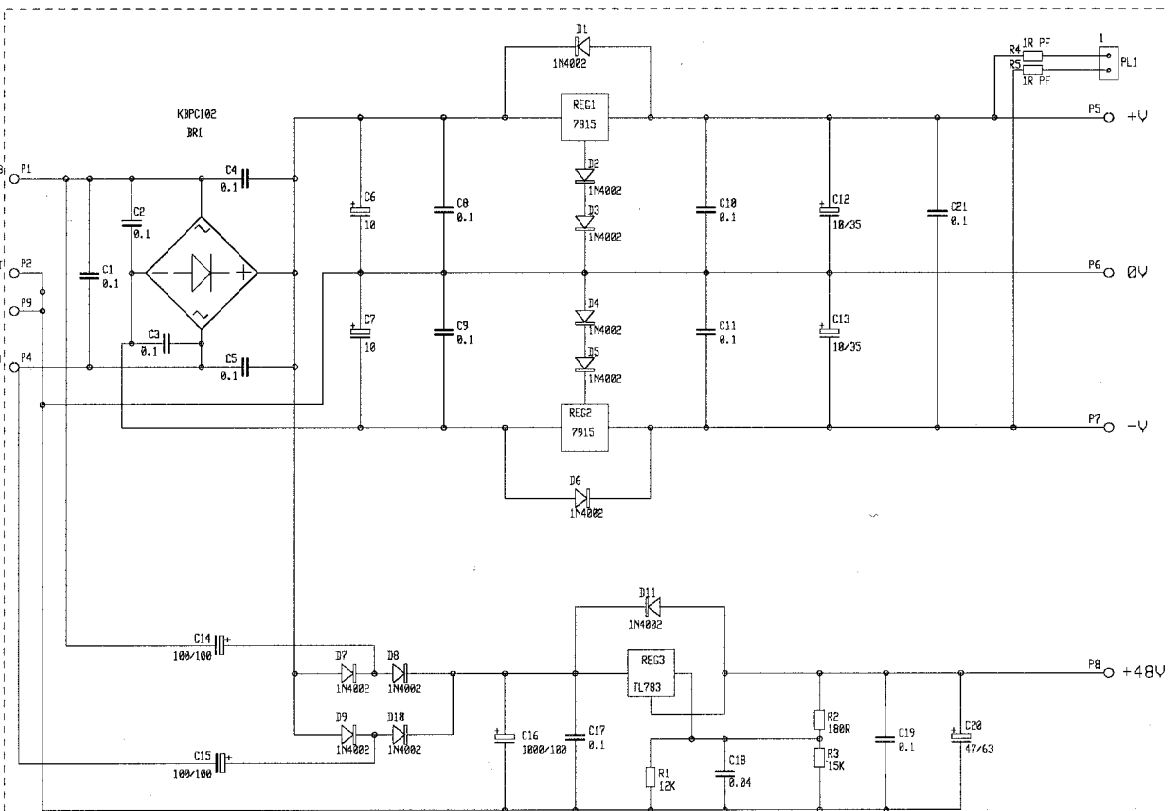 D1
1N4002
R4
1R PF
R5
1R PF
1
PL1
KBPC102
BR1
REG1
7815
P5
+V
P1
C4
0.1
C2
0.1
C1
0.1
C3
0.1
C5
0.1
C6
+
10
C8
0.1
D2
1N4002
D3
1N4002
C10
0.1
C12
+
10/35
C21
0.1
P2
P9
P4
P6
0V
C7
+
10
C9
0.1
D4
1N4002
D5
1N4002
C11
0.1
C13
+
10/35
REG2
7915
P7
-V
D6
1N4002
D11
1N4002
C14
+
100/100
D7
1N4002
D8
1N4002
REG3
TL783
P8
+48V
D9
1N4002
D10
1N4002
C15
+
100/100
C16
+
1000/100
C17
0.1
R1
12K
C18
0.04
R2
180R
R3
15K
C19
0.1
C20
+
47/63